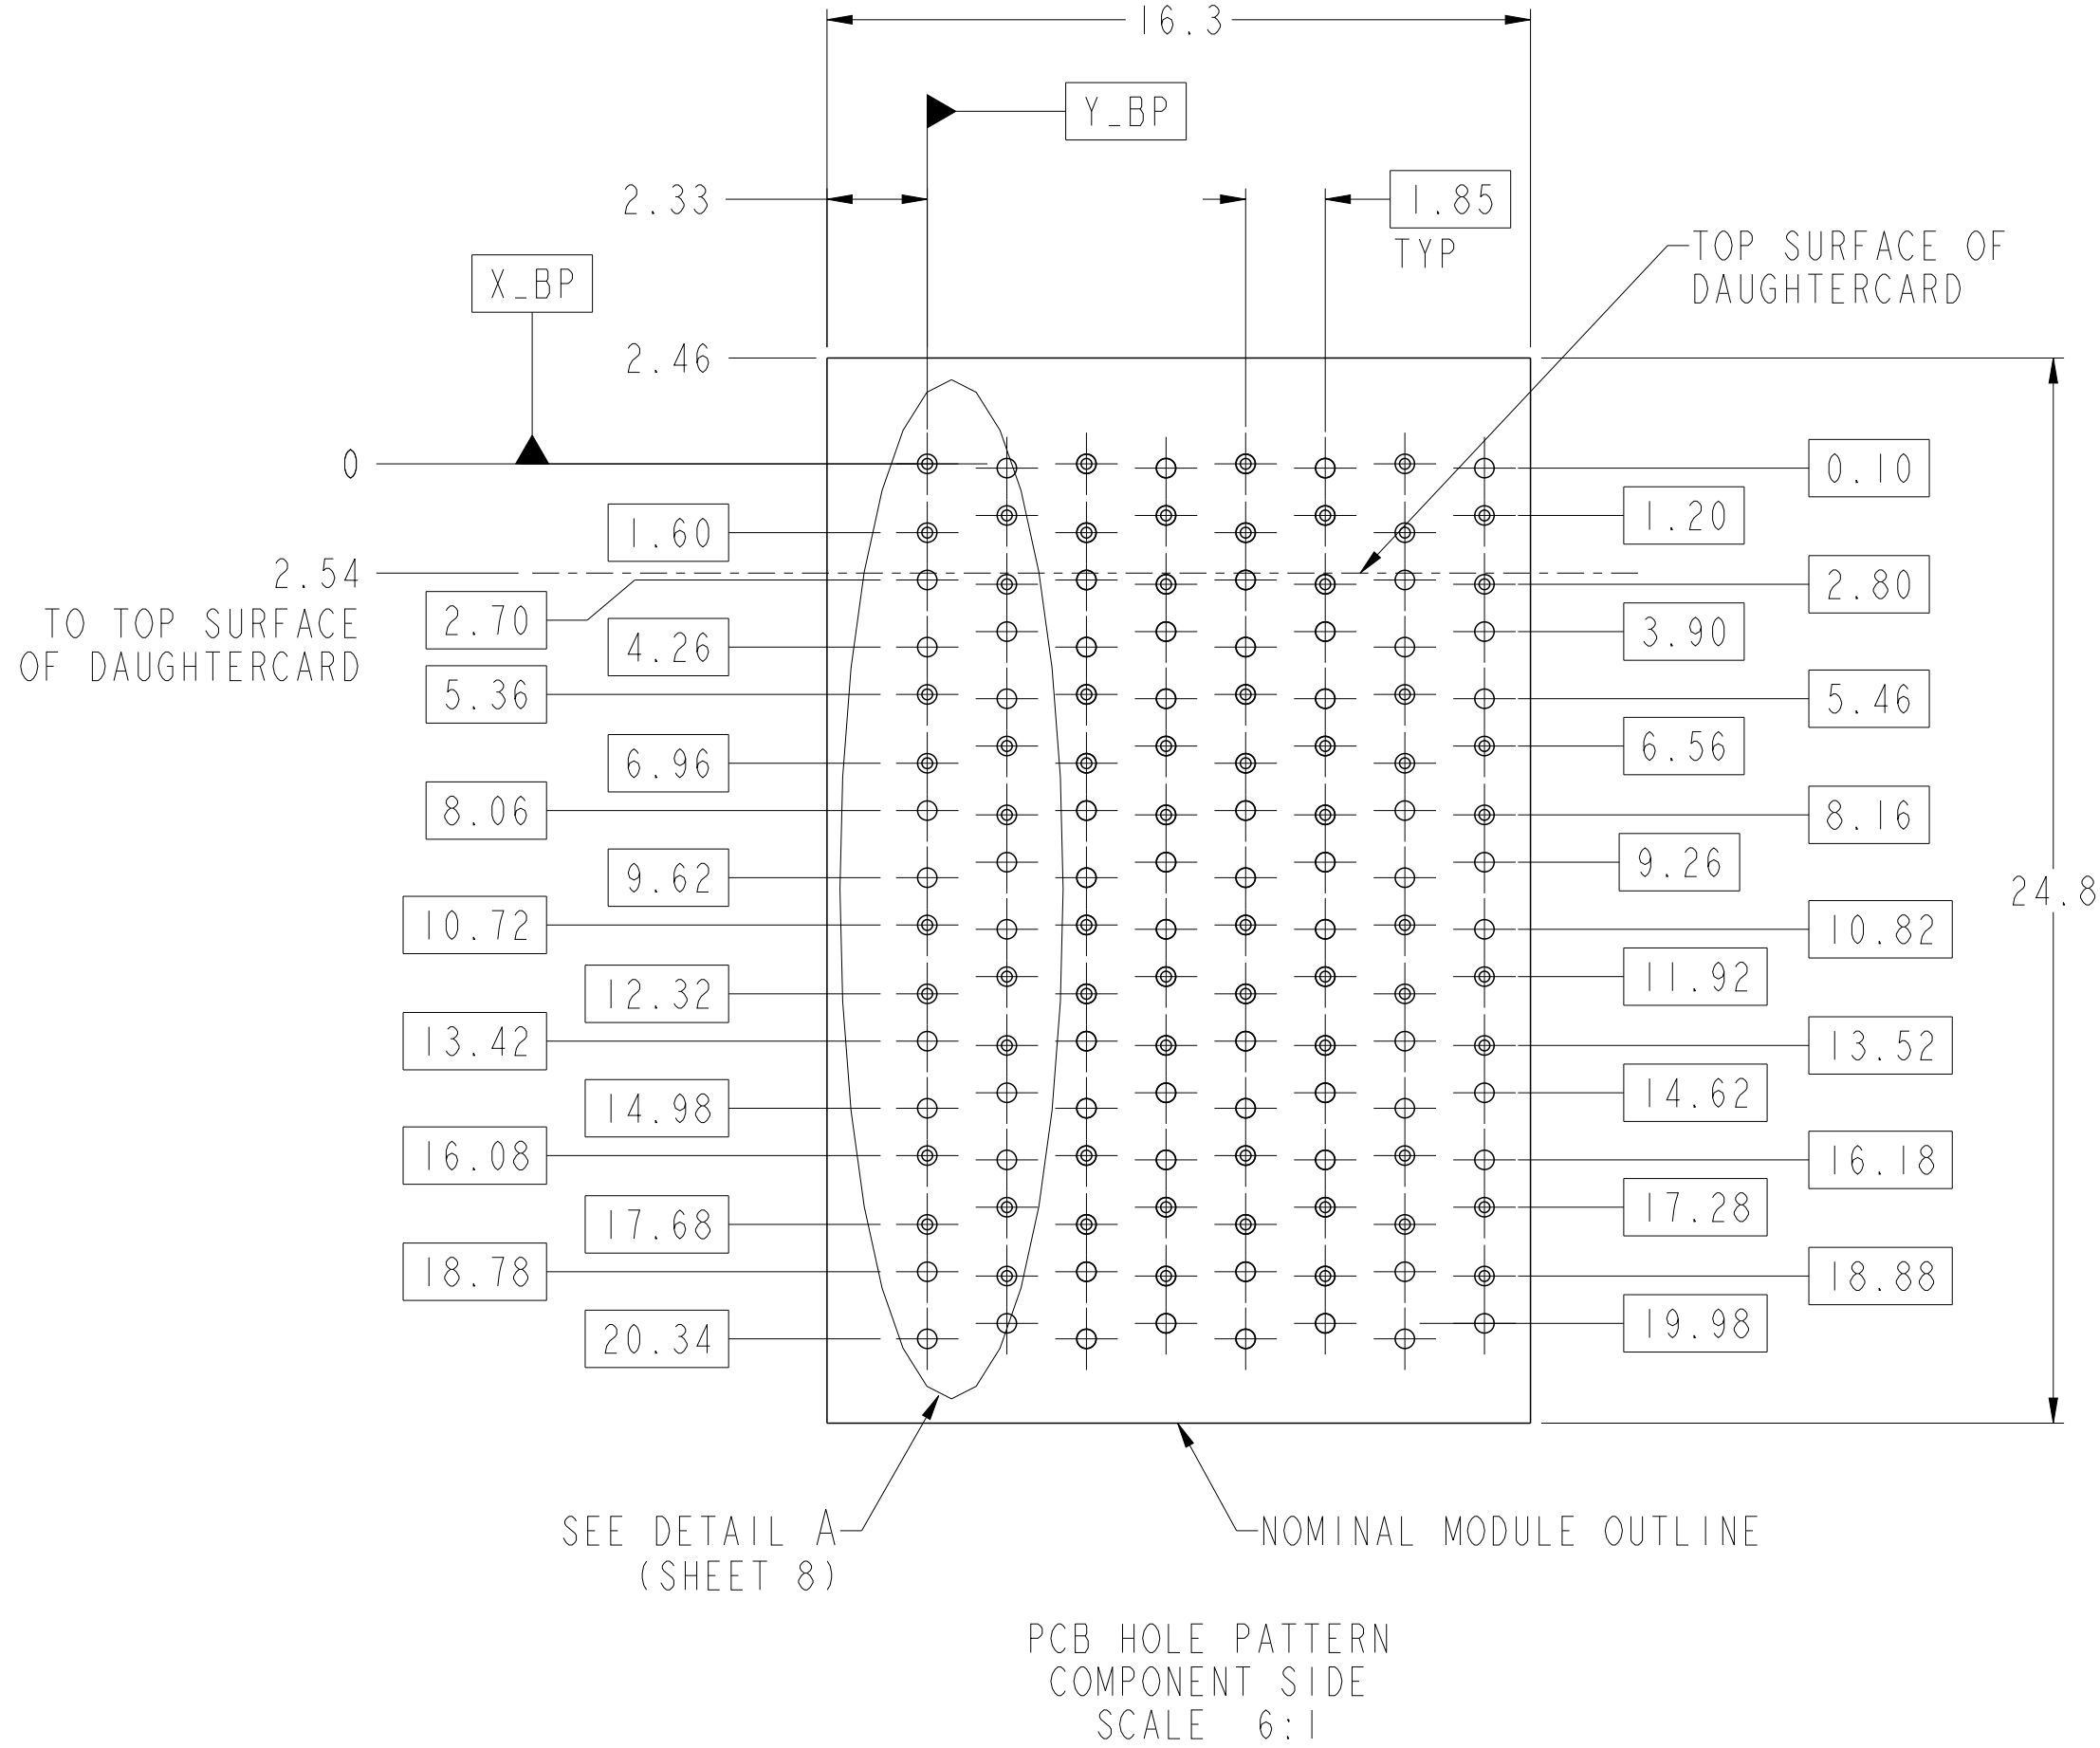 16.3
Y_BP
2.33
1.85
TYP
TOP SURFACE OF
DAUGHTERCARD
X_BP
2.46
0
0.10
1.20
1.60
2.54
TO TOP SURFACE
OF DAUGHTERCARD
2.70
2.80
4.26
3.90
5.36
5.46
6.96
6.56
8.06
8.16
9.62
9.26
24.8
10.72
10.82
12.32
11.92
13.42
13.52
14.98
14.62
16.08
16.18
17.68
17.28
18.78
18.88
20.34
19.98
SEE DETAIL A
(SHEET 8)
NOMINAL MODULE OUTLINE
PCB HOLE PATTERN
COMPONENT SIDE
SCALE 6:1